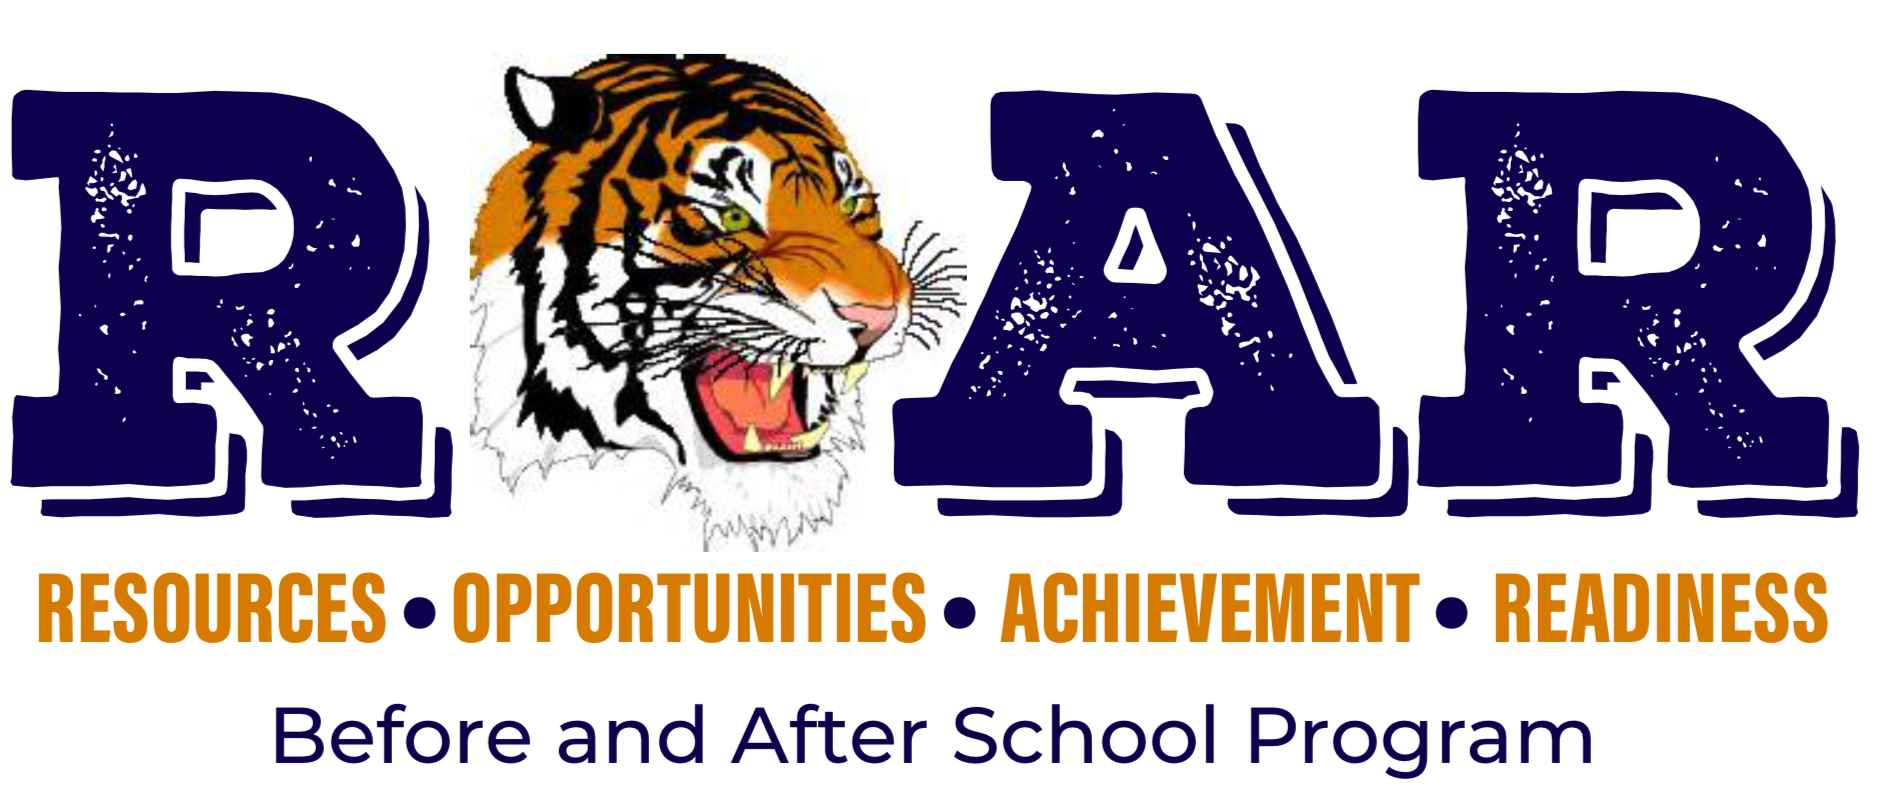 R AR
RESOURCES • OPPORTUNITIES • ACHIEVEMENT • READINESS
Before and After School Program